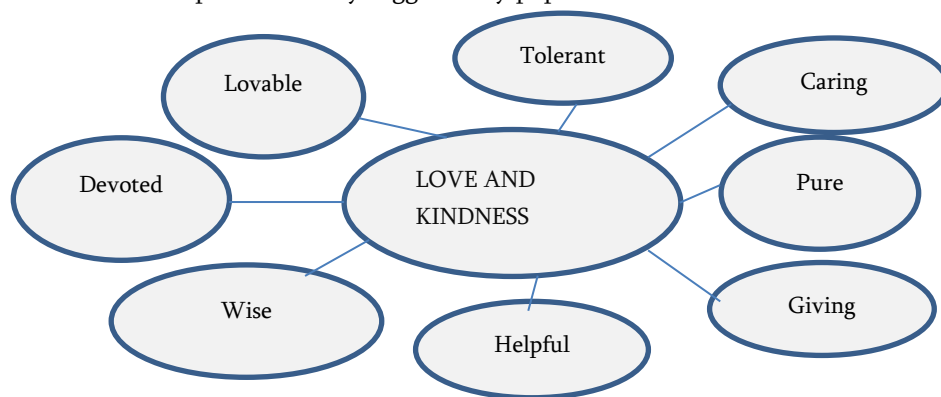 Tolerant
Lovable
Caring
Devoted
LOVE AND
KINDNESS
Pure
Wise
Giving
Helpful